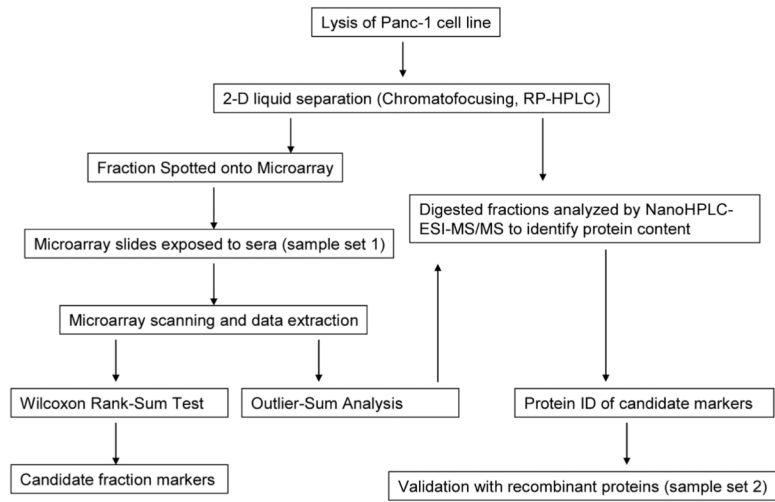 Lysis of Panc-1 cell line
2-D liquid separation (Chromatofocusing, RP-HPLC)
Fraction Spotted onto Microarray
Digested fractions analyzed by NanoHPLC-
ESI-MS/MS to identify protein content
Microarray slides exposed to sera (sample set 1)
Microarray scanning and data extraction
Wilcoxon Rank-Sum Test
Outlier-Sum Analysis
Protein ID of candidate markers
Candidate fraction markers
Validation with recombinant proteins (sample set 2)